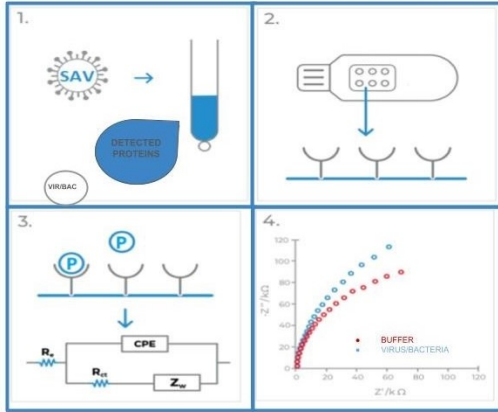 1.
SAV
DETECTED
PROTEINS
VIR/BAC
2.
3.
P
P
CPE
Re
Rct
Zw
4.
-Z''/kΩ
120
100
80
60
40
20
0
BUFFER
VIRUS/BACTERIA
0 20 40 60 80 100 120
Z'/kΩ